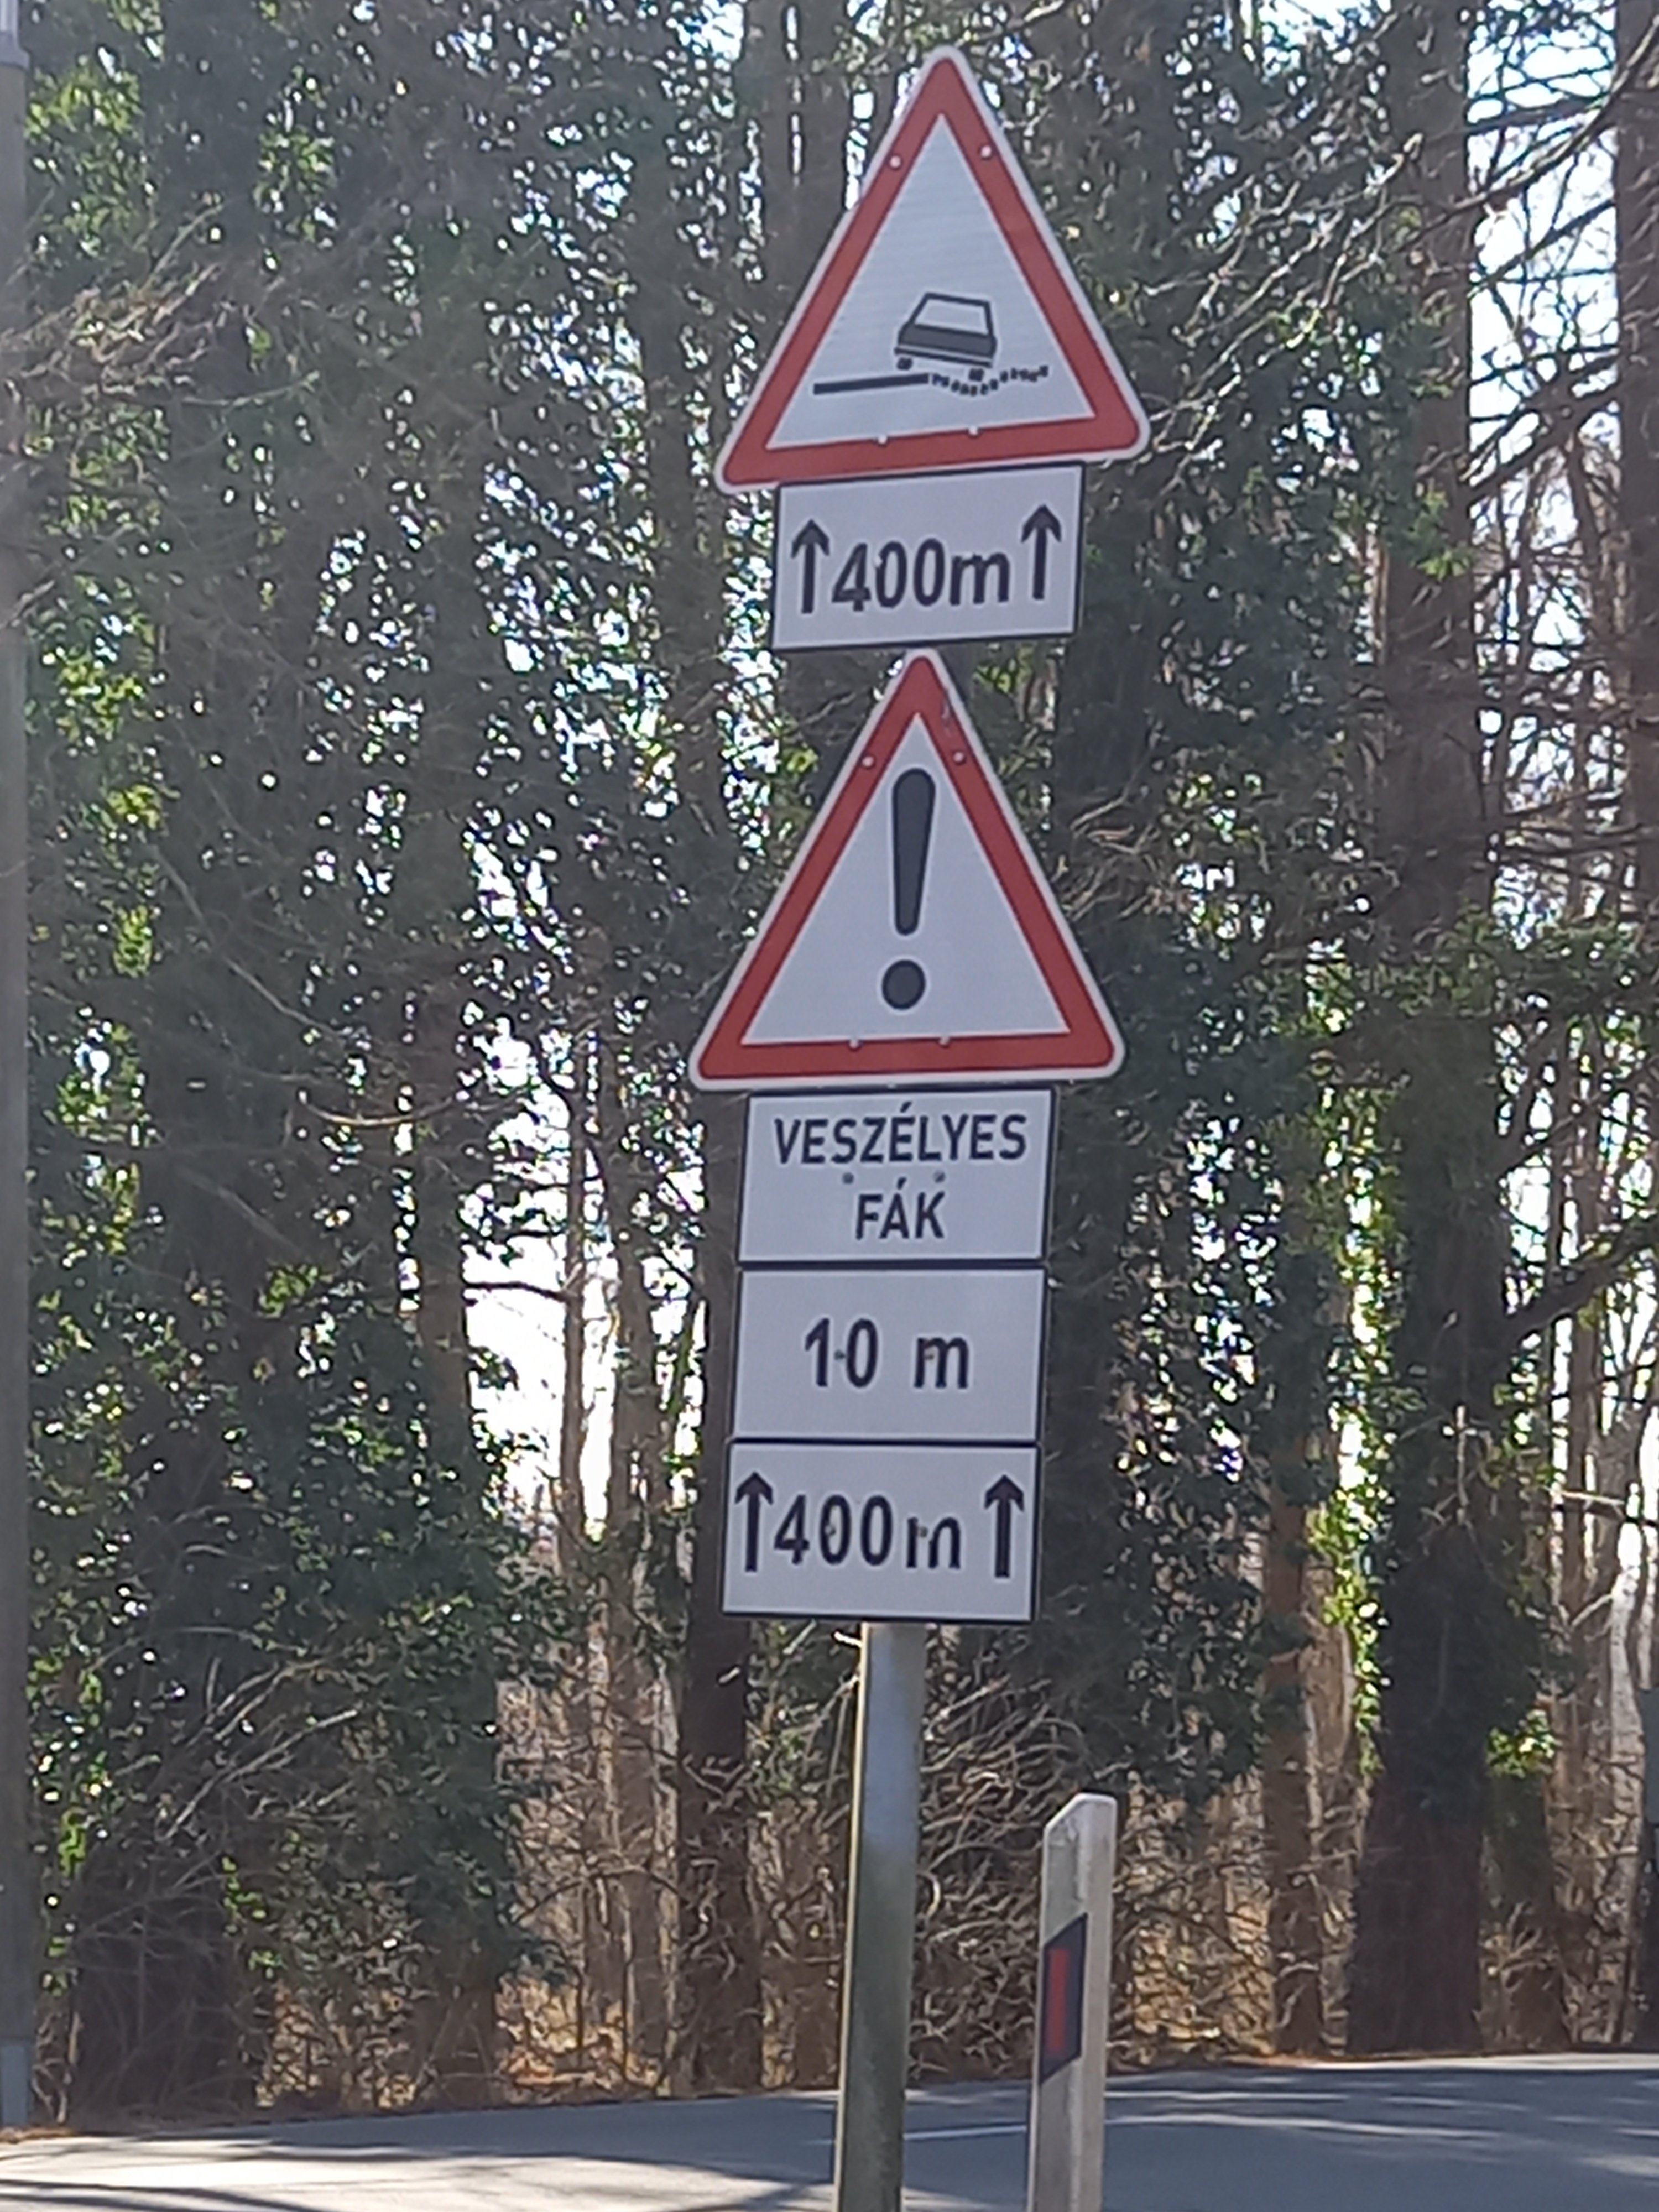 ↑400m↑
!
VESZÉLYES
FÁK
10 m
↑400m↑